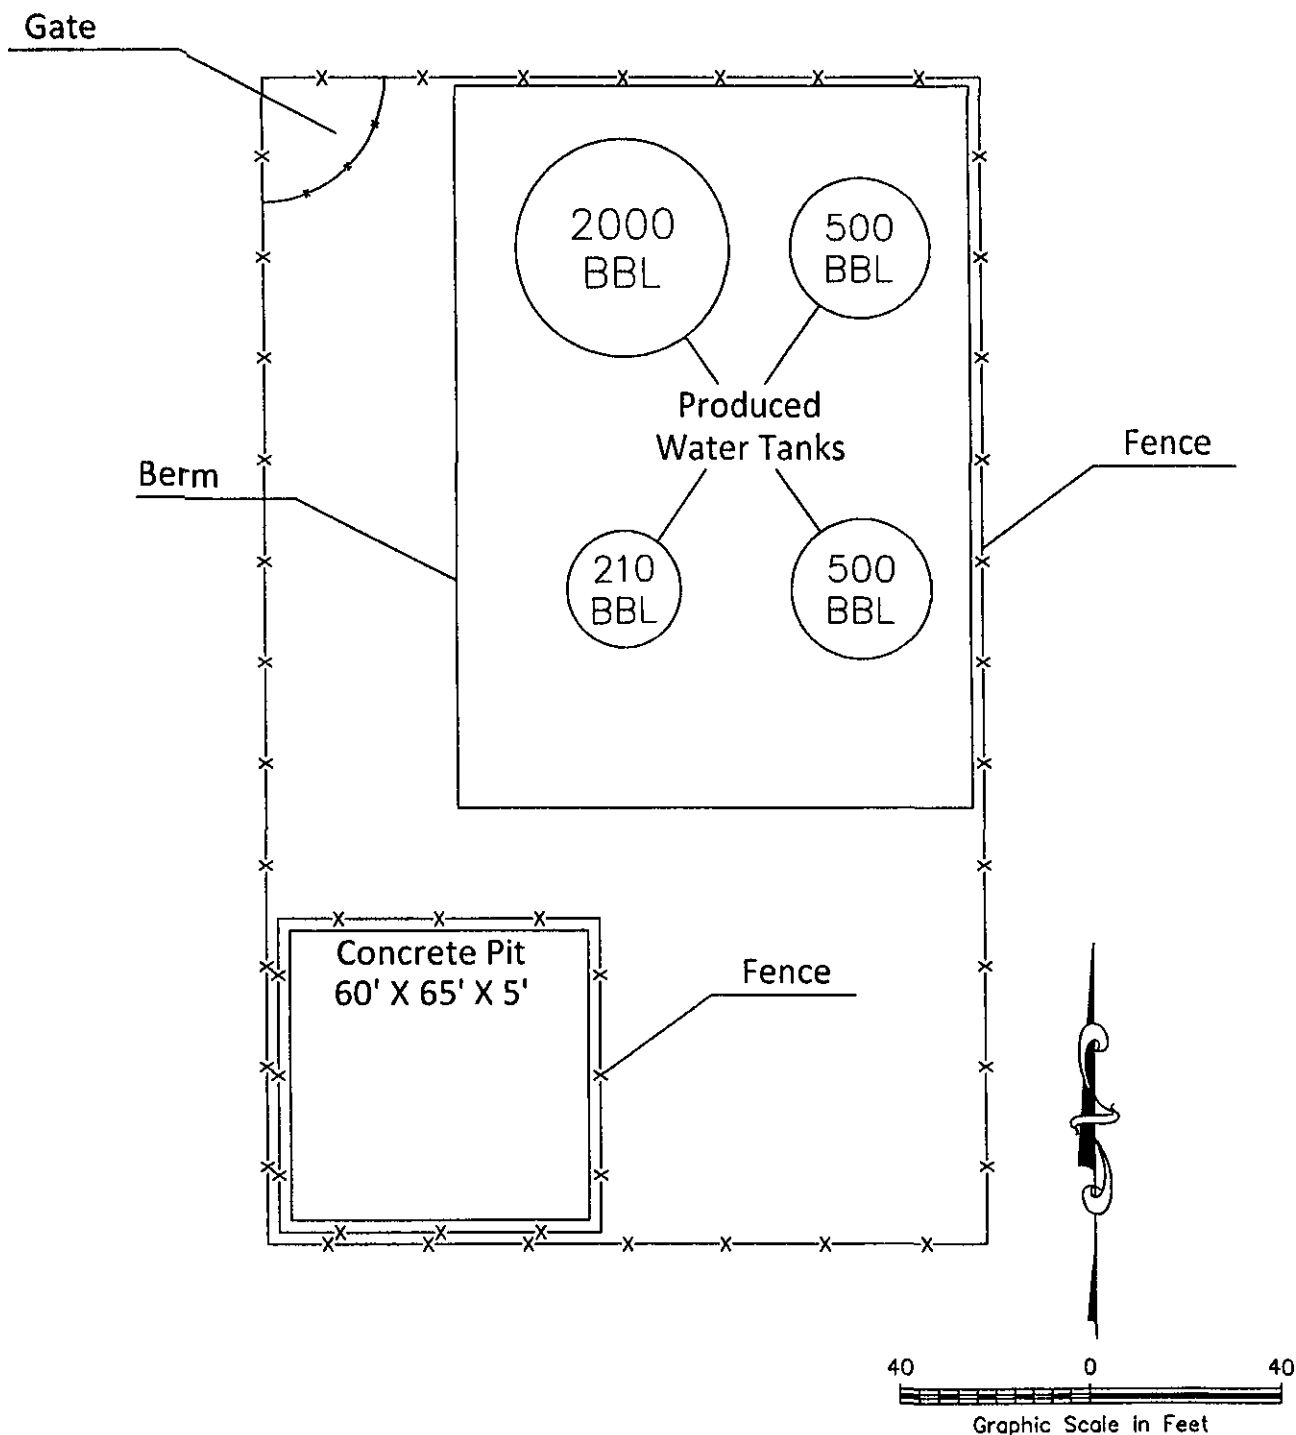 Gate
2000
BBL
500
BBL
Produced
Water Tanks
Fence
Berm
210
BBL
500
BBL
Concrete Pit
60' X 65' X 5'
Fence
40 0 40
Graphic Scale in Feet